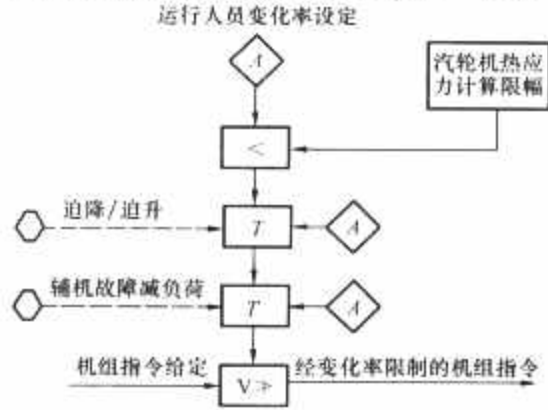 运行人员变化率设定
A
汽轮机热应
力计算限幅
<
迫降/迫升
T
A
辅机故障减负荷
T
A
机组指令给定
V≯
经变化率限制的机组指令